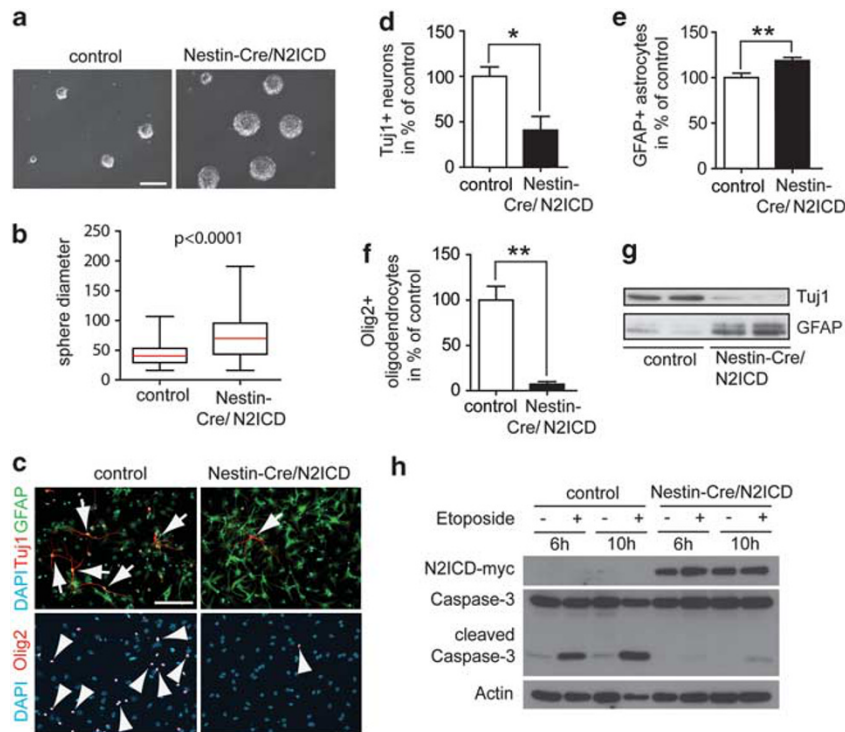 a
control
Nestin-Cre/N2ICD
b
p<0.0001
sphere diameter
250
200
150
100
50
0
control
Nestin-
Cre/N2ICD
c
control
Nestin-Cre/N2ICD
DAPI Tuj1 GFAP
DAPI Olig2
d
*
Tuj1+ neurons
in % of control
150
100
50
0
control
Nestin-
Cre/N2ICD
e
**
GFAP+ astrocytes
in % of control
150
100
50
0
control
Nestin-
Cre/N2ICD
f
**
Olig2+
oligodendrocytes
in % of control
150
100
50
0
control
Nestin-
Cre/N2ICD
g
Tuj1
GFAP
control
Nestin-Cre/
N2ICD
h
control
Nestin-Cre/N2ICD
Etoposide - + - + - + - +
6h 10h 6h 10h
N2ICD-myc
Caspase-3
cleaved
Caspase-3
Actin